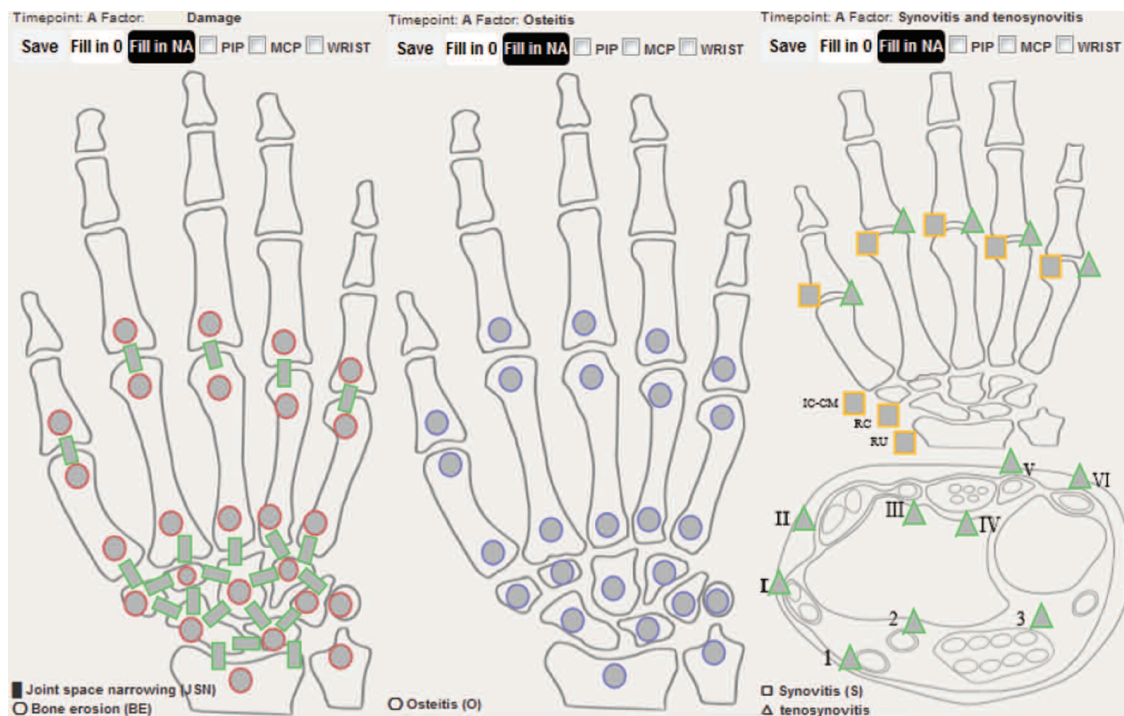 Timepoint: A Factor: Damage
Save Fill in 0 Fill in NA PIP MCP WRIST
Joint space narrowing (JSN)
Bone erosion (BE)
Timepoint: A Factor: Osteitis
Save Fill in 0 Fill in NA PIP MCP WRIST
Osteitis (O)
Timepoint: A Factor: Synovitis and tenosynovitis
Save Fill in 0 Fill in NA PIP MCP WRIST
IC-CM
RC
RU
V
VI
II
III
IV
I
2
3
1
Synovitis (S)
tenosynovitis